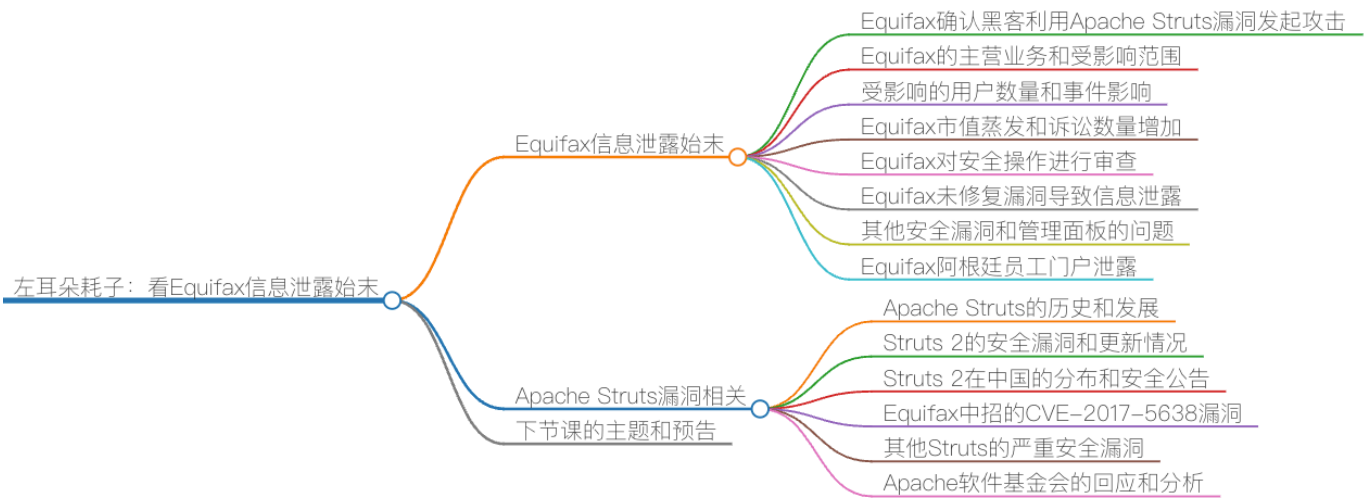 左耳朵耗子：看Equifax信息泄露始末
Equifax信息泄露始末
Equifax确认黑客利用Apache Struts漏洞发起攻击
Equifax的主营业务和受影响范围
受影响的用户数量和事件影响
Equifax市值蒸发和诉讼数量增加
Equifax对安全操作进行审查
Equifax未修复漏洞导致信息泄露
其他安全漏洞和管理面板的问题
Equifax阿根廷员工门户泄露
Apache Struts漏洞相关
Apache Struts的历史和发展
Struts 2的安全漏洞和更新情况
Struts 2在中国的分布和安全公告
Equifax中招的CVE-2017-5638漏洞
其他Struts的严重安全漏洞
Apache软件基金会的回应和分析
下节课的主题和预告